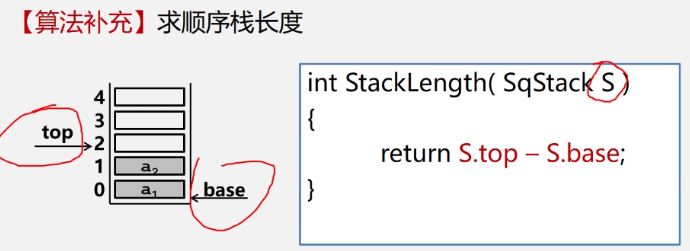 【算法补充】求顺序栈长度
4
3
top
2
1 a₂
0 a₁ base
int StackLength( SqStack S )
{
return S.top – S.base;
}